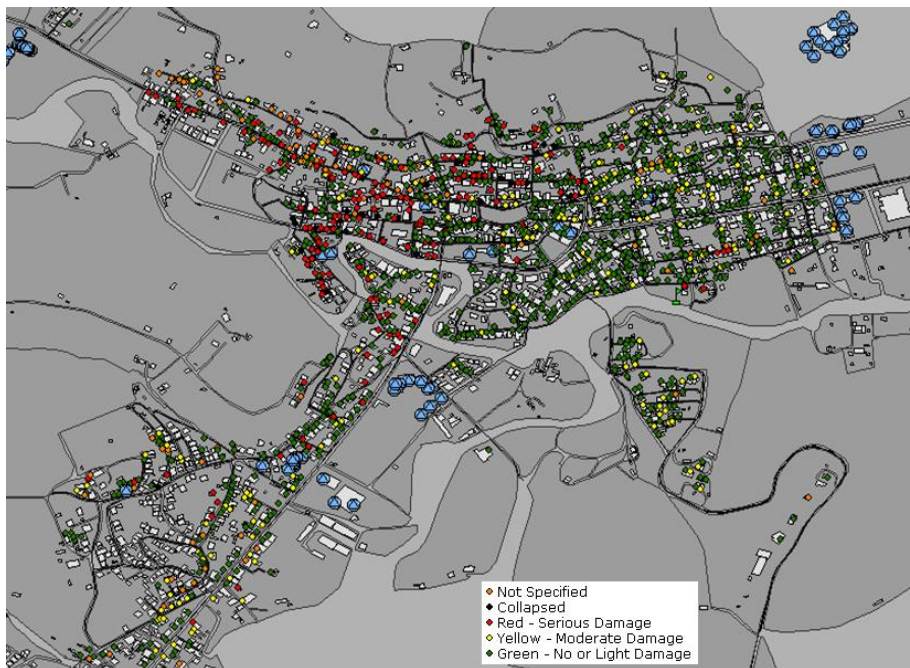 Not Specified
Collapsed
Red - Serious Damage
Yellow - Moderate Damage
Green - No or Light Damage